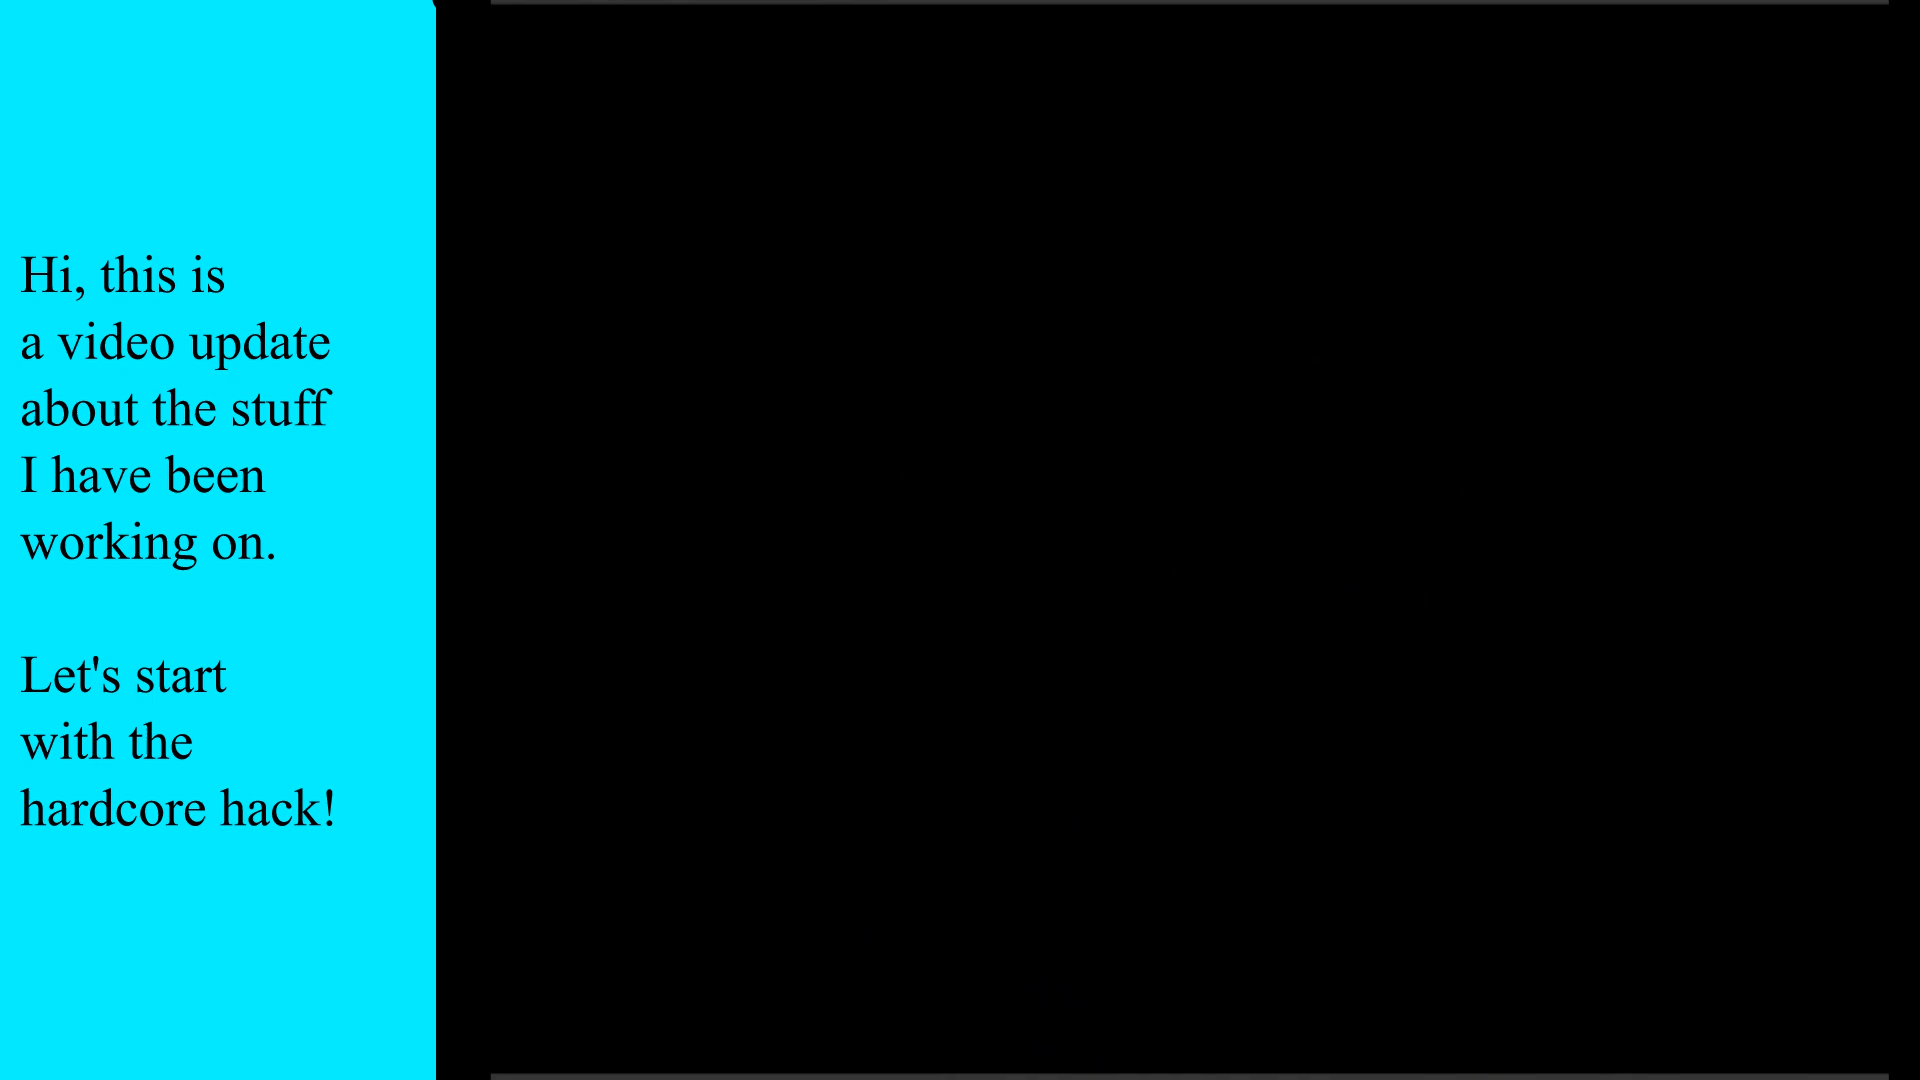 Hi, this is
a video update
about the stuff
I have been
working on.
Let's start
with the
hardcore hack!